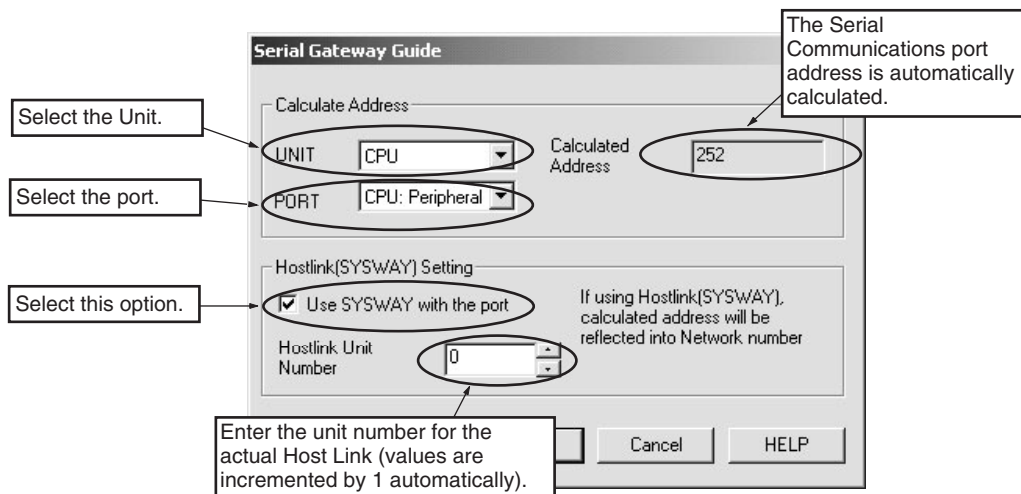 The Serial
Communications port
address is automatically
calculated.
Serial Gateway Guide
Calculate Address
Select the Unit.
UNIT
CPU
Calculated
Address
252
Select the port.
PORT
CPU: Peripheral
Hostlink(SYSWAY) Setting
Select this option.
Use SYSWAY with the port
If using Hostlink(SYSWAY),
calculated address will be
reflected into Network number
Hostlink Unit
Number
0
Enter the unit number for the
actual Host Link (values are
incremented by 1 automatically).
Cancel
HELP